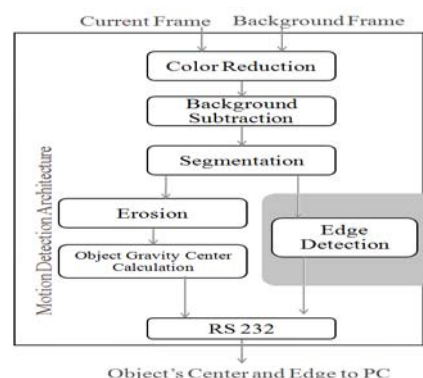 Current Frame Background Frame
Color Reduction
Background
Subtraction
Segmentation
Erosion
Edge
Detection
Object Gravity Center
Calculation
RS 232
Motion Detection Architecture
Object's Center and Edge to PC